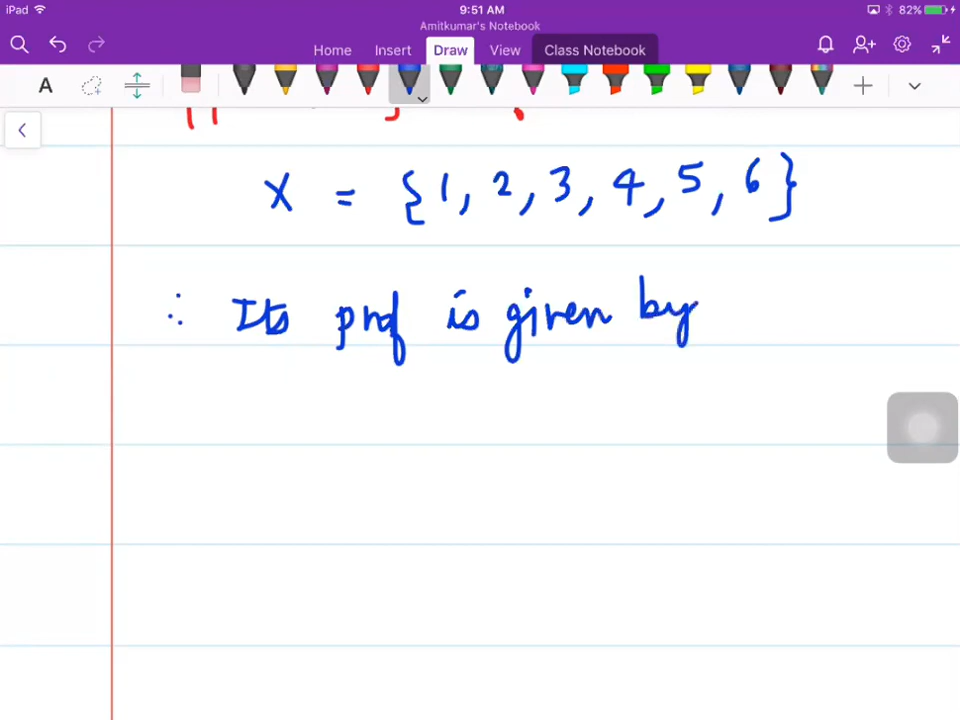 iPad 9:51 AM 82%
Amitkumar's Notebook
Home Insert Draw View Class Notebook
A
X = {1, 2, 3, 4, 5, 6}
∴ Its pmf is given by